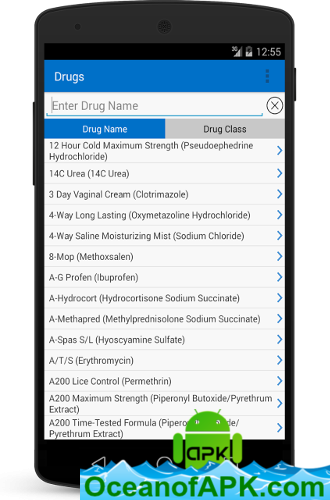 3G 12:55
Drugs
Enter Drug Name
Drug Name Drug Class
12 Hour Cold Maximum Strength (Pseudoephedrine
Hydrochloride)
14C Urea (14C Urea)
3 Day Vaginal Cream (Clotrimazole)
4-Way Long Lasting (Oxymetazoline Hydrochloride)
4-Way Saline Moisturizing Mist (Sodium Chloride)
8-Mop (Methoxsalen)
A-G Profen (Ibuprofen)
A-Hydrocort (Hydrocortisone Sodium Succinate)
A-Methapred (Methylprednisolone Sodium Succinate)
A-Spas S/L (Hyoscyamine Sulfate)
A/T/S (Erythromycin)
A200 Lice Control (Permethrin)
A200 Maximum Strength (Piperonyl Butoxide/Pyrethrum
Extract)
A200 Time-Tested Formula
Pyrethrum Extract)
apk
OceanofAPK.com